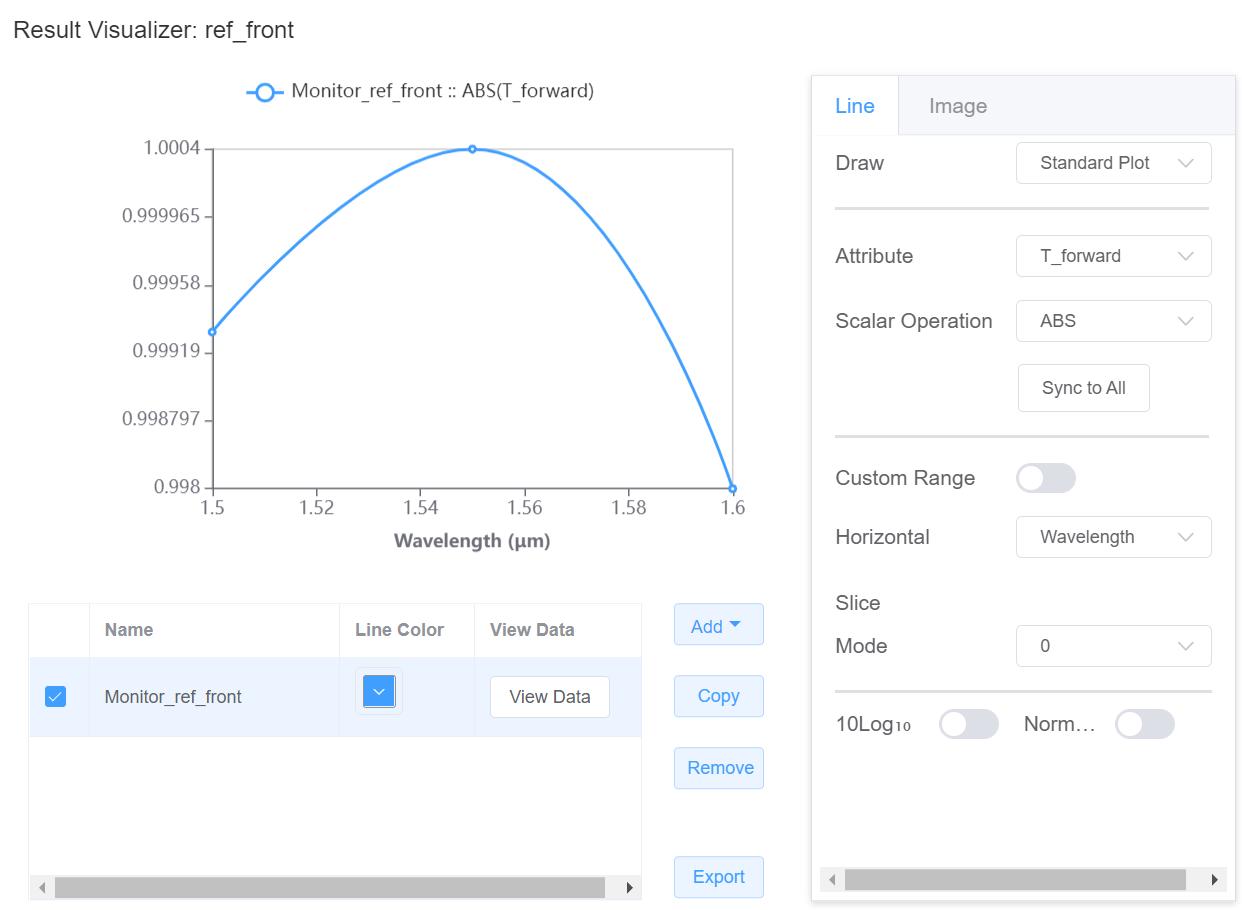 Result Visualizer: ref_front
Monitor_ref_front :: ABS(T_forward)
1.0004
0.999965
0.99958
0.99919
0.998797
0.998
1.5 1.52 1.54 1.56 1.58 1.6
Wavelength (μm)
Name Line Color View Data
Monitor_ref_front View Data
Add
Copy
Remove
Export
Line Image
Draw Standard Plot
Attribute T_forward
Scalar Operation ABS
Sync to All
Custom Range
Horizontal Wavelength
Slice
Mode 0
10Log₁₀ Norm...